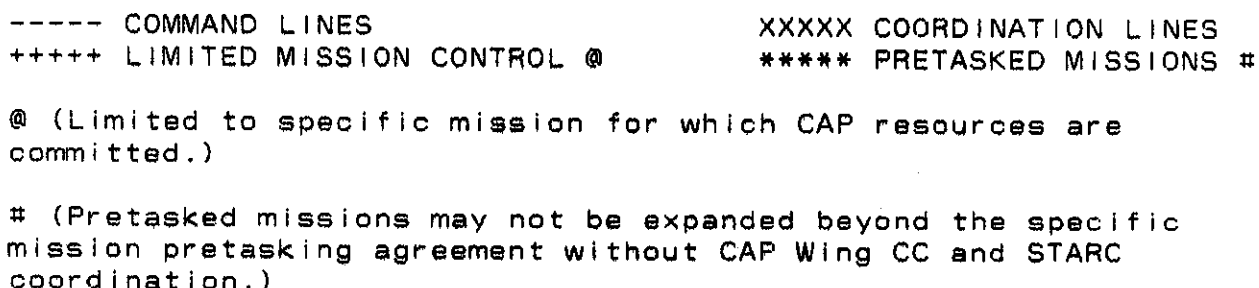 ----- COMMAND LINES XXXXX COORDINATION LINES
+++++ LIMITED MISSION CONTROL @ ***** PRETASKED MISSIONS #
@ (Limited to specific mission for which CAP resources are
committed.)
# (Pretasked missions may not be expanded beyond the specific
mission pretasking agreement without CAP Wing CC and STARC
coordination.)